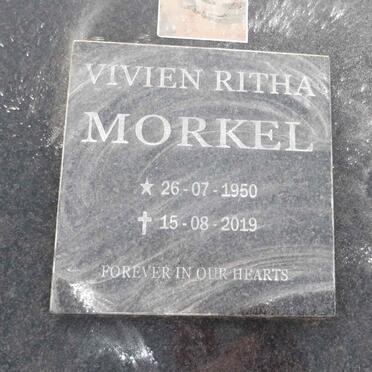 VIVIEN RITHA
MORKEL
★ 26-07-1950
✝ 15-08-2019
FOREVER IN OUR HEARTS